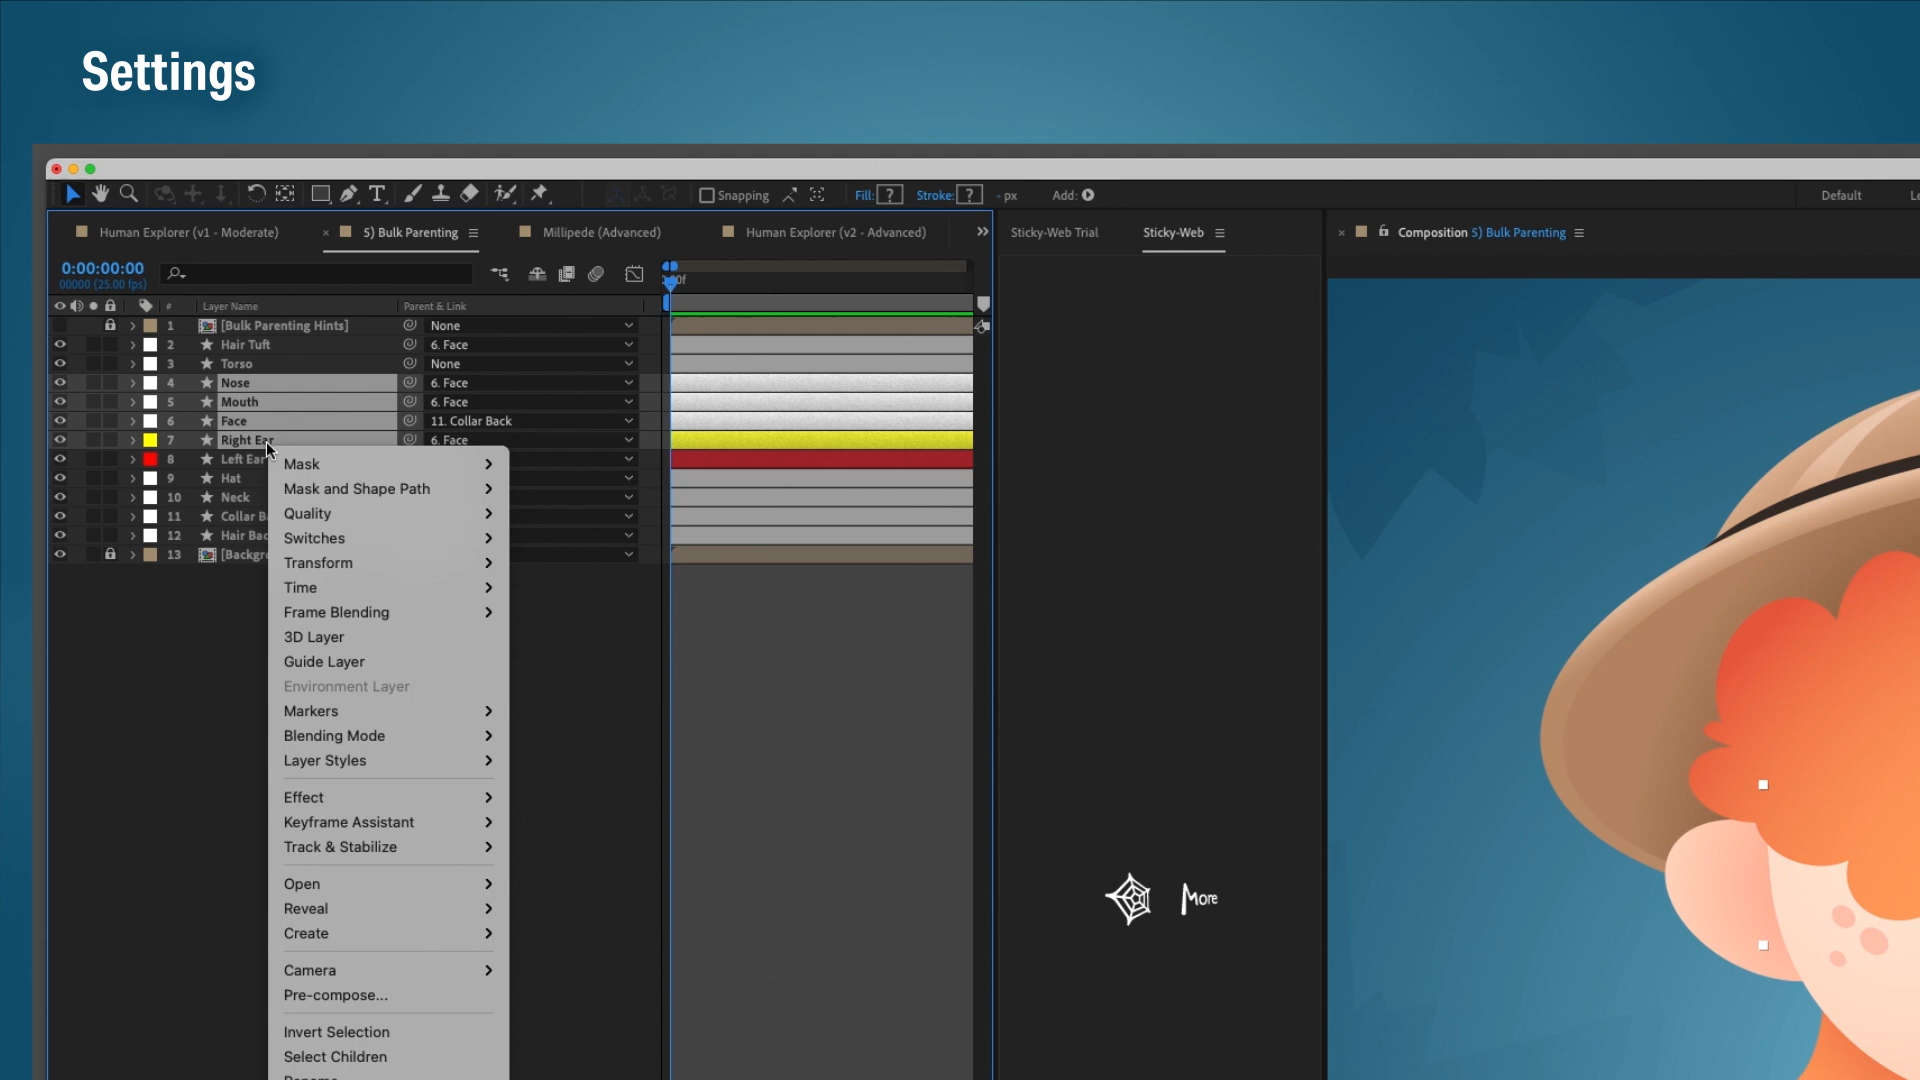 Settings
Snapping
Fill: ?
Stroke: ?
- px
Add:
Default
Human Explorer (v1 - Moderate)
× 5) Bulk Parenting
Millipede (Advanced)
Human Explorer (v2 - Advanced)
Sticky-Web Trial
Sticky-Web
× Composition 5) Bulk Parenting
0:00:00:00
00000 (25.00 fps)
# Layer Name Parent & Link
1 [Bulk Parenting Hints] None
2 Hair Tuft 6. Face
3 Torso None
4 Nose 6. Face
5 Mouth 6. Face
6 Face 11. Collar Back
7 Right Ear 6. Face
8 Left Ear
9 Hat
10 Neck
11 Collar Ba
12 Hair Bac
13 [Backgro
Mask
Mask and Shape Path
Quality
Switches
Transform
Time
Frame Blending
3D Layer
Guide Layer
Environment Layer
Markers
Blending Mode
Layer Styles
Effect
Keyframe Assistant
Track & Stabilize
Open
Reveal
Create
Camera
Pre-compose...
Invert Selection
Select Children
More